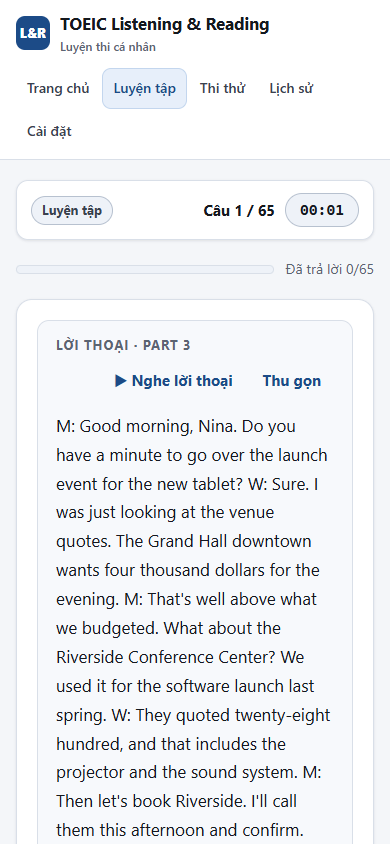 L&R
TOEIC Listening & Reading
Luyện thi cá nhân
Trang chủ
Luyện tập
Thi thử
Lịch sử
Cài đặt
Luyện tập
Câu 1 / 65
00:01
Đã trả lời 0/65
LỜI THOẠI · PART 3
▶ Nghe lời thoại
Thu gọn
M: Good morning, Nina. Do you
have a minute to go over the launch
event for the new tablet? W: Sure. I
was just looking at the venue
quotes. The Grand Hall downtown
wants four thousand dollars for the
evening. M: That's well above what
we budgeted. What about the
Riverside Conference Center? We
used it for the software launch last
spring. W: They quoted twenty-eight
hundred, and that includes the
projector and the sound system. M:
Then let's book Riverside. I'll call
them this afternoon and confirm.